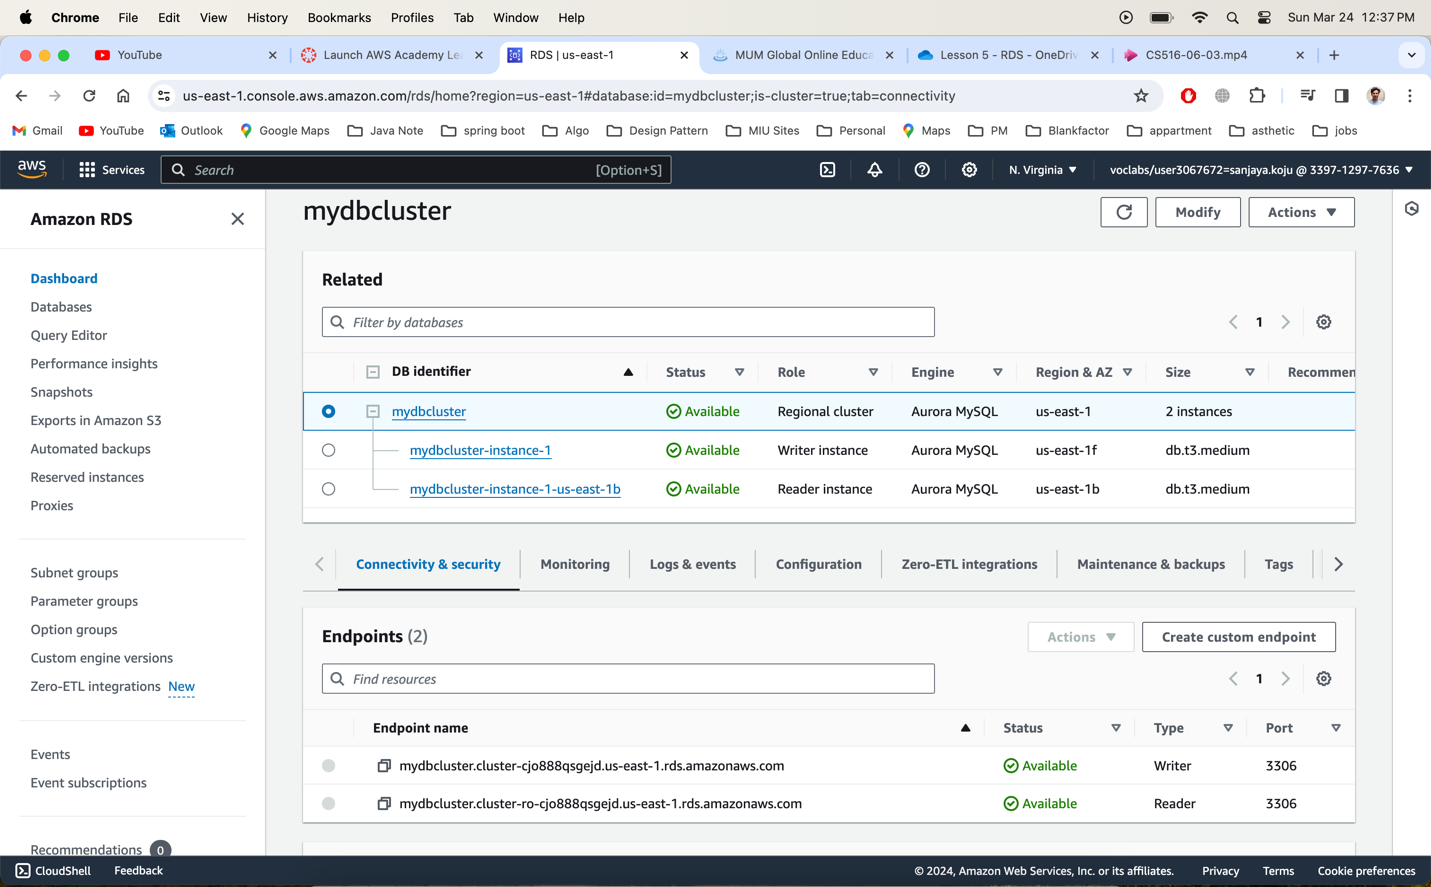 Chrome File Edit View History Bookmarks Profiles Tab Window Help Sun Mar 24 12:37 PM
YouTube Launch AWS Academy Le RDS | us-east-1 MUM Global Online Educa Lesson 5 - RDS - OneDriv CS516-06-03.mp4
us-east-1.console.aws.amazon.com/rds/home?region=us-east-1#database:id=mydbcluster;is-cluster=true;tab=connectivity
Gmail YouTube Outlook Google Maps Java Note spring boot Algo Design Pattern MIU Sites Personal Maps PM Blankfactor appartment asthetic jobs
aws Services Search [Option+S] N. Virginia voclabs/user3067672=sanjaya.koju @ 3397-1297-7636
Amazon RDS
Dashboard
Databases
Query Editor
Performance insights
Snapshots
Exports in Amazon S3
Automated backups
Reserved instances
Proxies
Subnet groups
Parameter groups
Option groups
Custom engine versions
Zero-ETL integrations New
Events
Event subscriptions
Recommendations 0
mydbcluster
Modify Actions
Related
Filter by databases
1
DB identifier Status Role Engine Region & AZ Size Recommen
mydbcluster Available Regional cluster Aurora MySQL us-east-1 2 instances
mydbcluster-instance-1 Available Writer instance Aurora MySQL us-east-1f db.t3.medium
mydbcluster-instance-1-us-east-1b Available Reader instance Aurora MySQL us-east-1b db.t3.medium
Connectivity & security Monitoring Logs & events Configuration Zero-ETL integrations Maintenance & backups Tags
Endpoints (2)
Actions Create custom endpoint
Find resources
1
Endpoint name Status Type Port
mydbcluster.cluster-cjo888qsgejd.us-east-1.rds.amazonaws.com Available Writer 3306
mydbcluster.cluster-ro-cjo888qsgejd.us-east-1.rds.amazonaws.com Available Reader 3306
CloudShell Feedback © 2024, Amazon Web Services, Inc. or its affiliates. Privacy Terms Cookie preferences